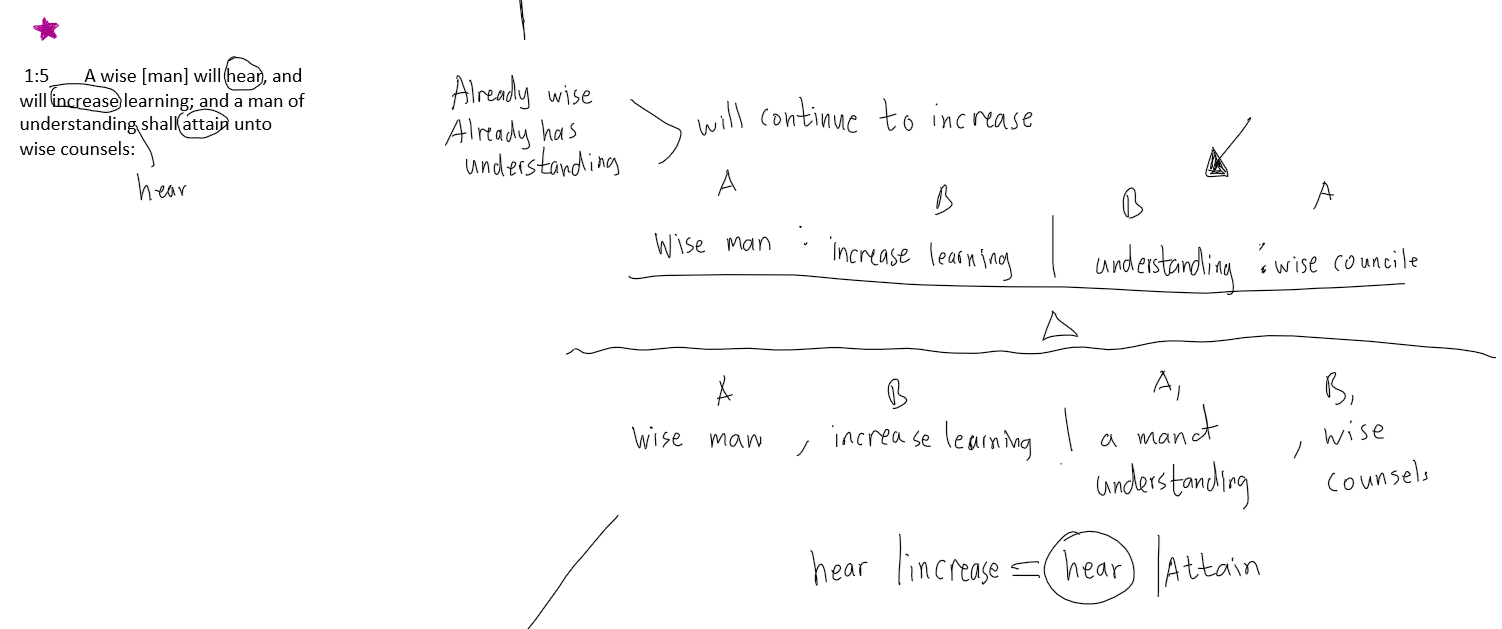 1:5 A wise [man] will hear, and
will increase learning; and a man of
understanding shall attain unto
wise counsels:
hear
Already wise
Already has
understanding
will continue to increase
A B B A
Wise man : increase learning | understanding : wise councile
A B A, B,
wise man , increase learning | a man of , wise
understanding counsels
hear | increase = hear | Attain